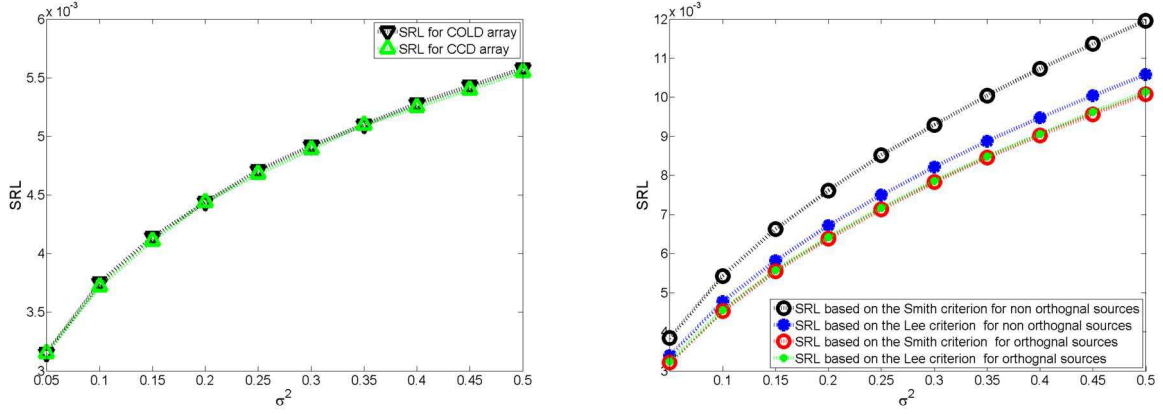 6 × 10⁻³
5.5
5
4.5
4
3.5
3
SRL
SRL for COLD array
SRL for CCD array
0.05 0.1 0.15 0.2 0.25 0.3 0.35 0.4 0.45 0.5
σ²
12 × 10⁻³
11
10
9
8
7
6
5
4
3
SRL
SRL based on the Smith criterion for non orthognal sources
SRL based on the Lee criterion for non orthognal sources
SRL based on the Smith criterion for orthognal sources
SRL based on the Lee criterion for orthognal sources
0.1 0.15 0.2 0.25 0.3 0.35 0.4 0.45 0.5
σ²